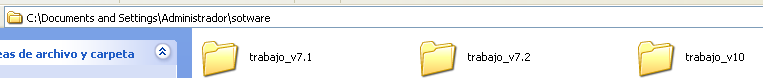 C:\Documents and Settings\Administrador\sotware
eas de archivo y carpeta
trabajo_v7.1 trabajo_v7.2 trabajo_v10